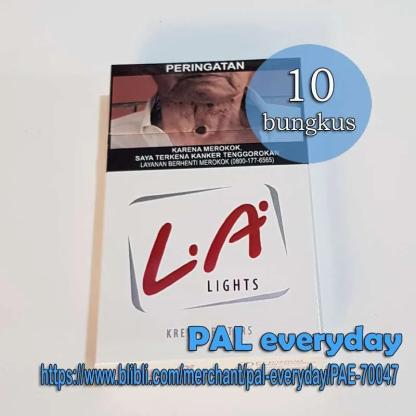 PERINGATAN
10
bungkus
KARENA MEROKOK,
SAYA TERKENA KANKER TENGGOROKAN.
LAYANAN BERHENTI MEROKOK (0800-177-6565)
L.A.
LIGHTS
PAL everyday
https://www.blibli.com/merchant/pal-everyday/PAE-70047